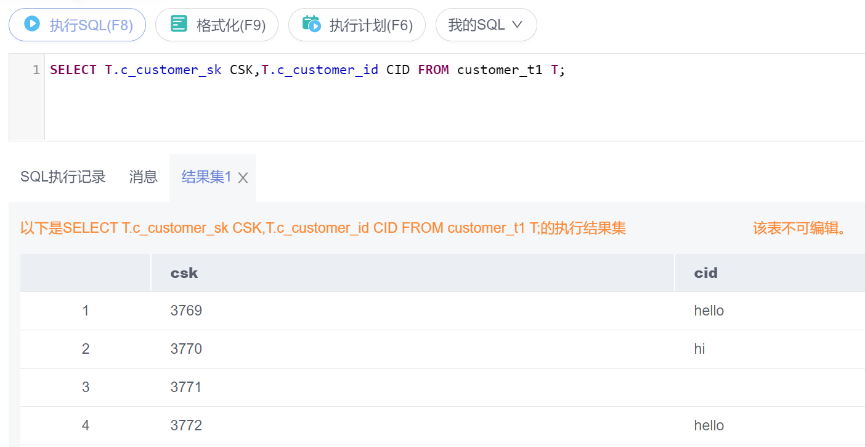 执行SQL(F8) 格式化(F9) 执行计划(F6) 我的SQL
1 SELECT T.c_customer_sk CSK,T.c_customer_id CID FROM customer_t1 T;
SQL执行记录 消息 结果集1
以下是SELECT T.c_customer_sk CSK,T.c_customer_id CID FROM customer_t1 T;的执行结果集 该表不可编辑。
csk cid
1 3769 hello
2 3770 hi
3 3771
4 3772 hello